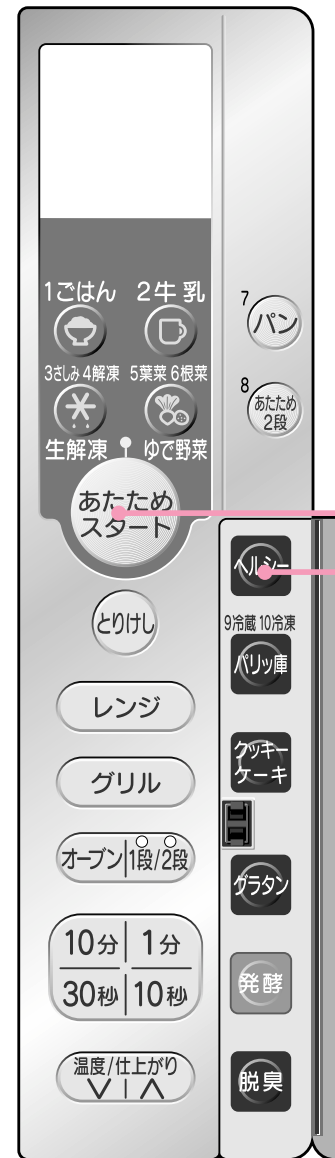 1ごはん 2牛乳
3さしみ 4解凍 5葉菜 6根菜
生解凍 ゆで野菜
あたため
スタート
とりけし
レンジ
グリル
オーブン 1段/2段
10分 1分
30秒 10秒
温度/仕上がり
7
パン
8
あたため
2段
ヘルシー
9冷蔵 10冷凍
パリッ庫
クッキー
ケーキ
グラタン
発酵
脱臭